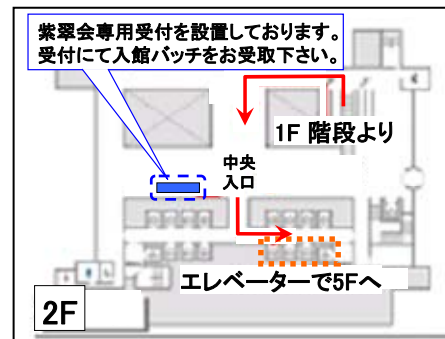 紫翠会専用受付を設置しております。
受付にて入館バッチをお受取下さい。
1F 階段より
中央
入口
エレベーターで5Fへ
2F